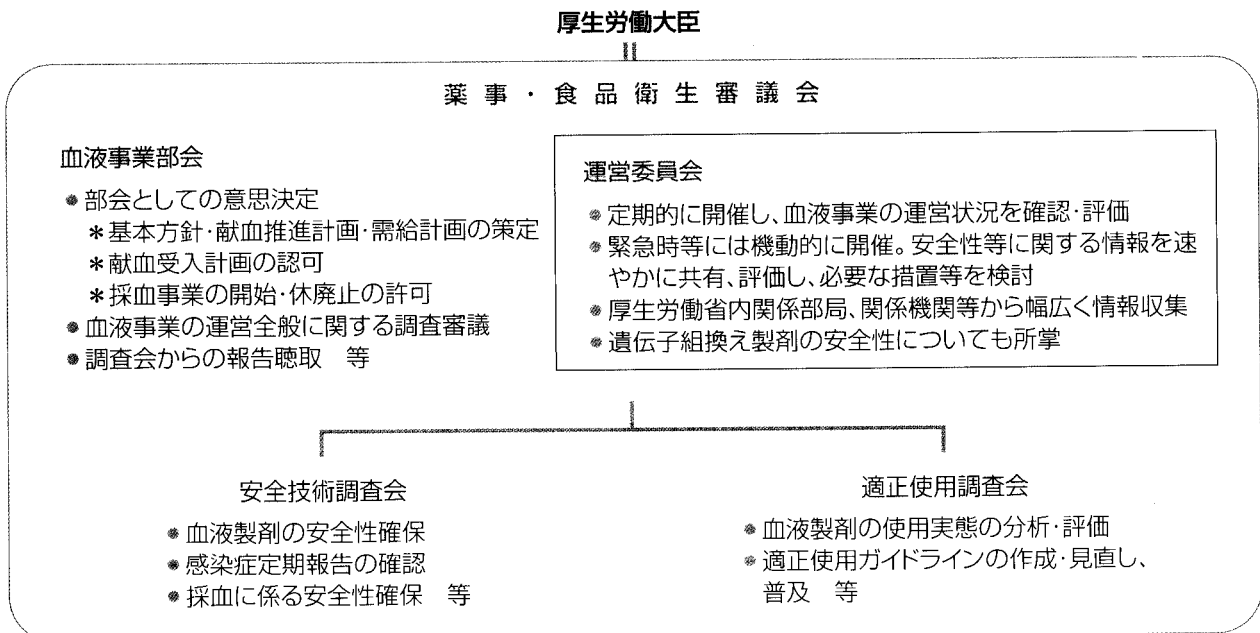 厚生労働大臣
薬事・食品衛生審議会
血液事業部会
●部会としての意思決定
＊基本方針・献血推進計画・需給計画の策定
＊献血受入計画の認可
＊採血事業の開始・休廃止の許可
●血液事業の運営全般に関する調査審議
●調査会からの報告聴取　等
運営委員会
●定期的に開催し、血液事業の運営状況を確認・評価
●緊急時等には機動的に開催。安全性等に関する情報を速
やかに共有、評価し、必要な措置等を検討
●厚生労働省内関係部局、関係機関等から幅広く情報収集
●遺伝子組換え製剤の安全性についても所掌
安全技術調査会
●血液製剤の安全性確保
●感染症定期報告の確認
●採血に係る安全性確保　等
適正使用調査会
●血液製剤の使用実態の分析・評価
●適正使用ガイドラインの作成・見直し、
普及　等